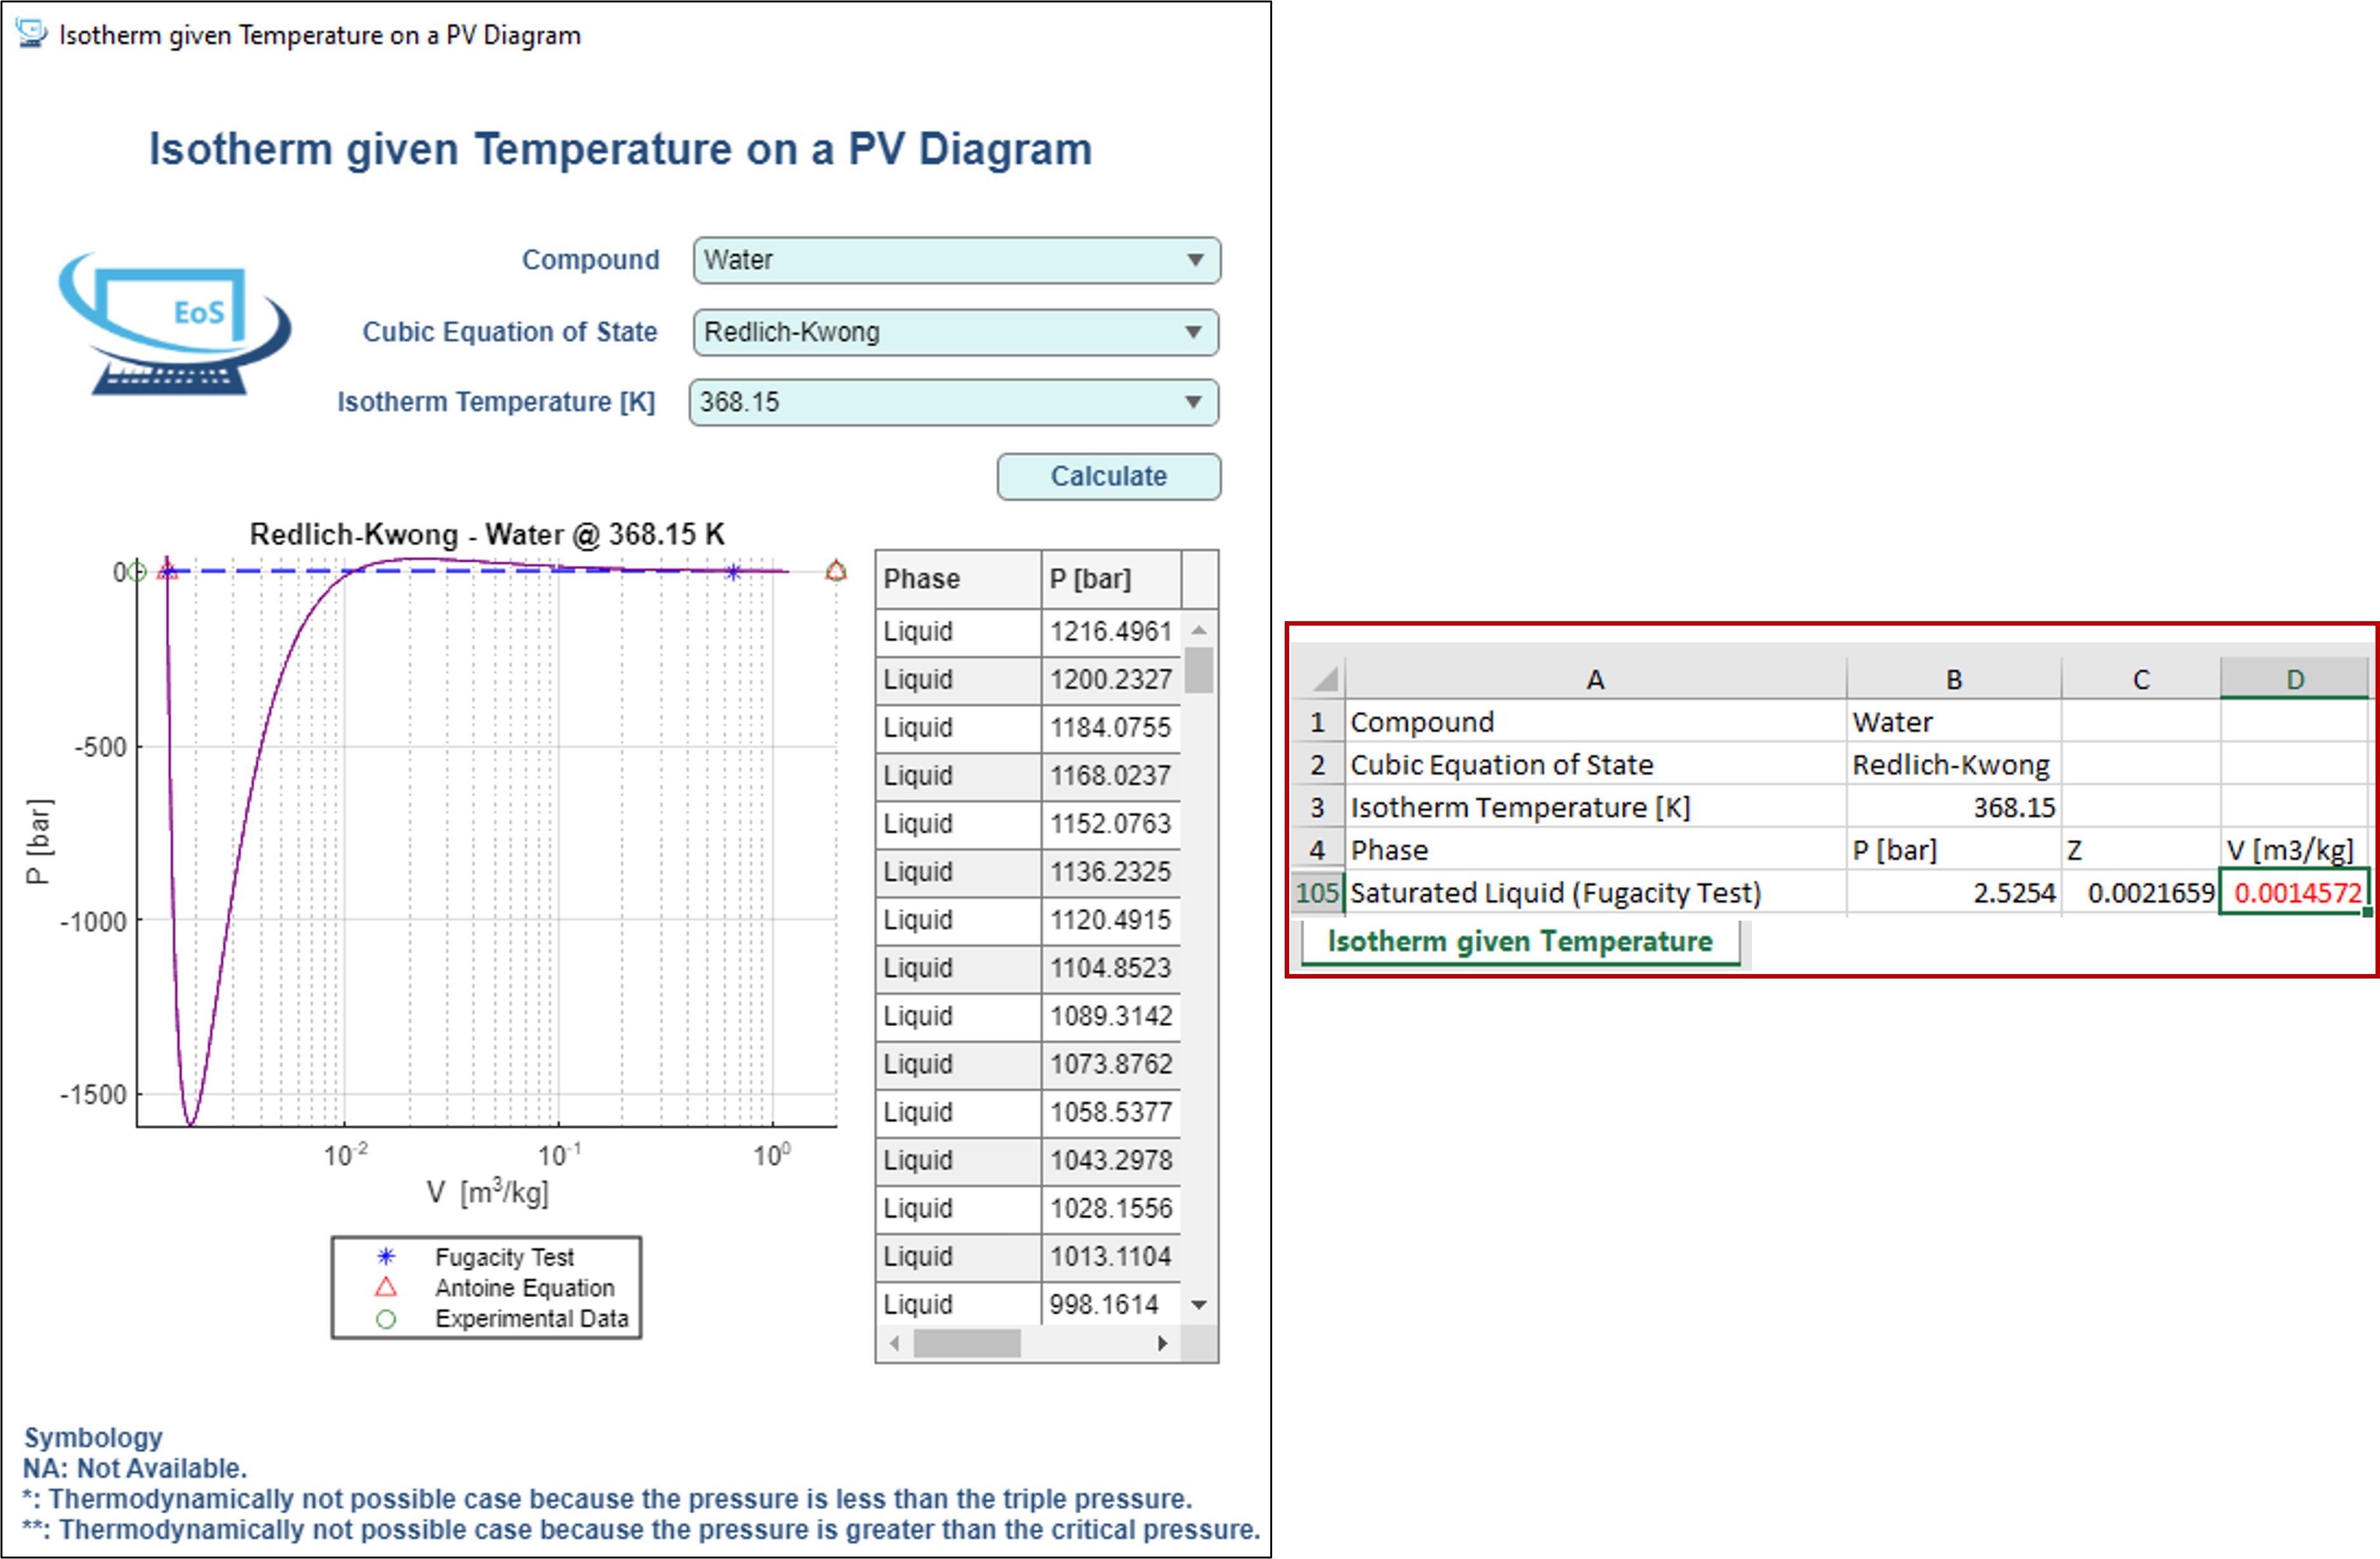 Isotherm given Temperature on a PV Diagram
Isotherm given Temperature on a PV Diagram
EoS
Compound
Water
Cubic Equation of State
Redlich-Kwong
Isotherm Temperature [K]
368.15
Calculate
Redlich-Kwong - Water @ 368.15 K
0
-500
-1000
-1500
P [bar]
10-2 10-1 100
V [m3/kg]
Fugacity Test
Antoine Equation
Experimental Data
Phase P [bar]
Liquid 1216.4961
Liquid 1200.2327
Liquid 1184.0755
Liquid 1168.0237
Liquid 1152.0763
Liquid 1136.2325
Liquid 1120.4915
Liquid 1104.8523
Liquid 1089.3142
Liquid 1073.8762
Liquid 1058.5377
Liquid 1043.2978
Liquid 1028.1556
Liquid 1013.1104
Liquid 998.1614
Symbology
NA: Not Available.
*: Thermodynamically not possible case because the pressure is less than the triple pressure.
**: Thermodynamically not possible case because the pressure is greater than the critical pressure.
A B C D
1 Compound Water
2 Cubic Equation of State Redlich-Kwong
3 Isotherm Temperature [K] 368.15
4 Phase P [bar] Z V [m3/kg]
105 Saturated Liquid (Fugacity Test) 2.5254 0.0021659 0.0014572
Isotherm given Temperature